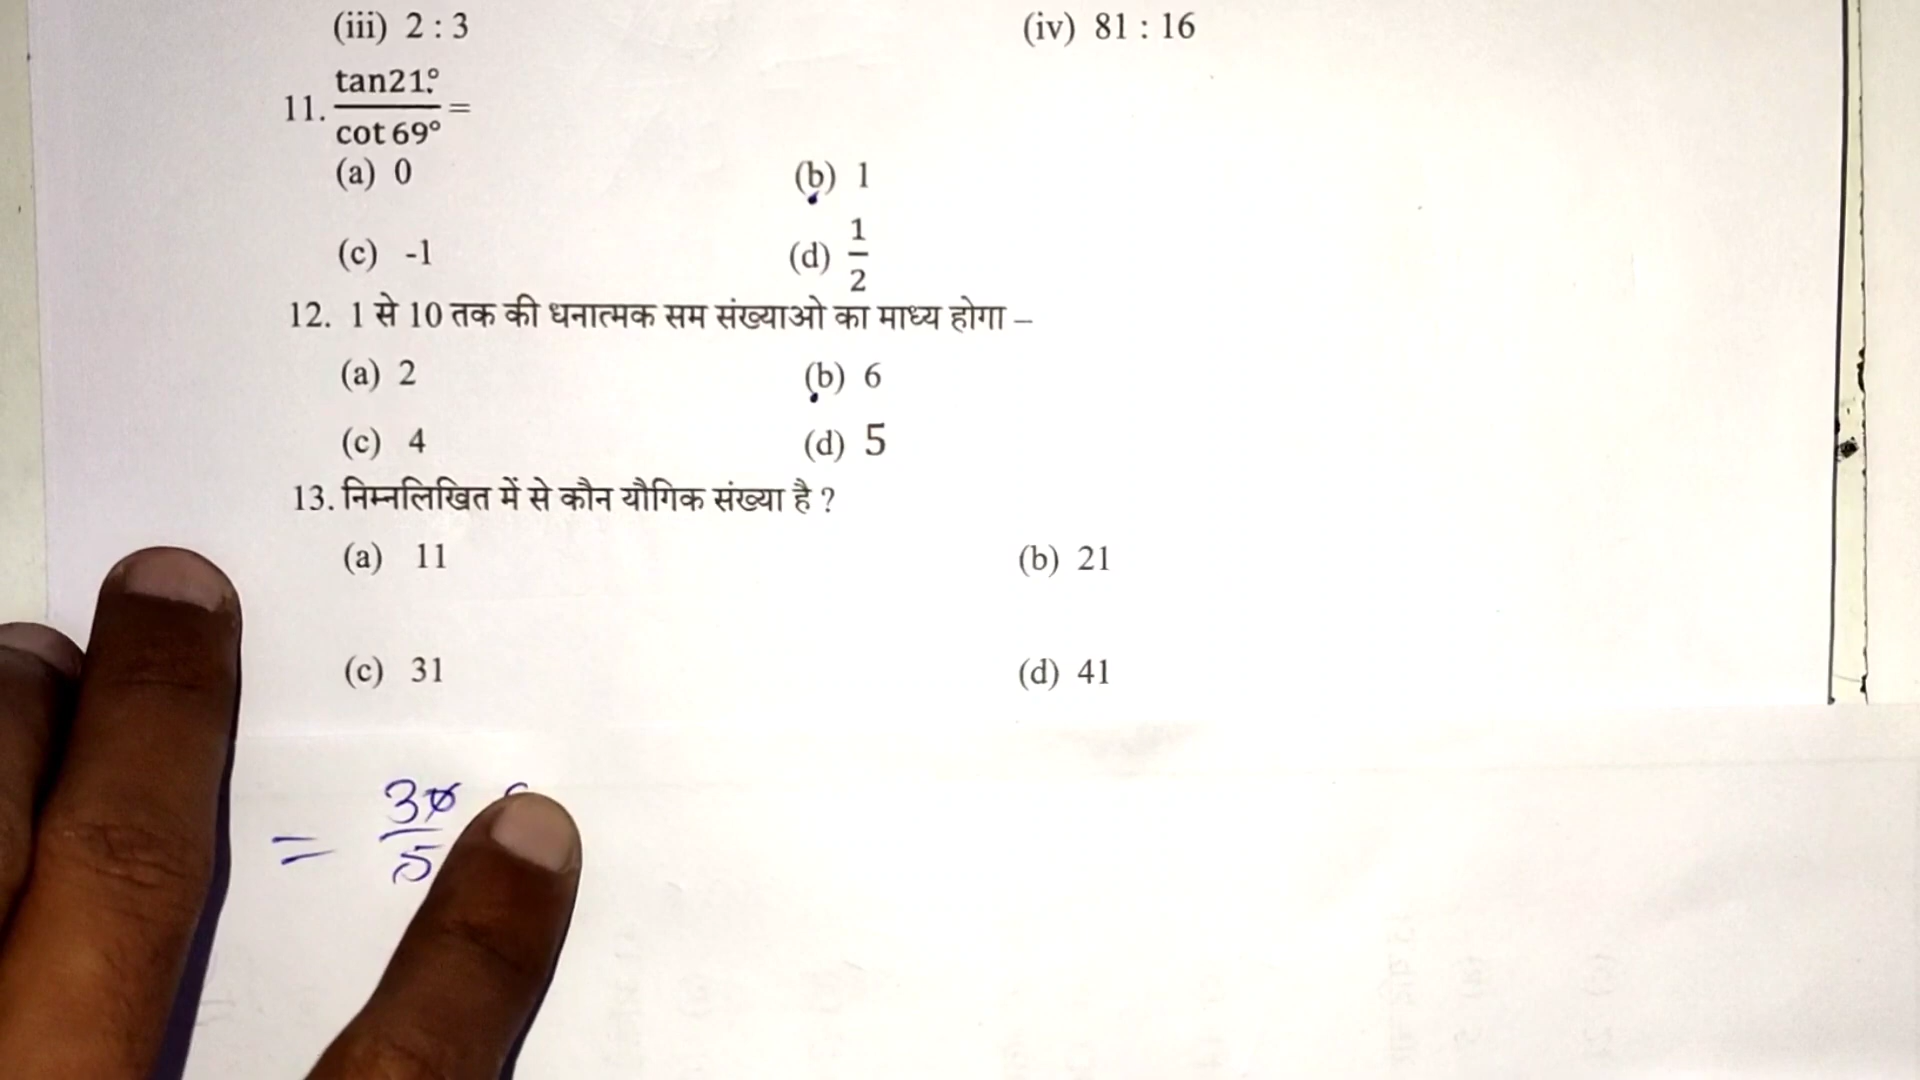 (iii) 2 : 3 (iv) 81 : 16
11. tan21° / cot 69° =
(a) 0 (b) 1
(c) -1 (d) 1/2
12. 1 से 10 तक की धनात्मक सम संख्याओ का माध्य होगा –
(a) 2 (b) 6
(c) 4 (d) 5
13. निम्नलिखित में से कौन यौगिक संख्या है ?
(a) 11 (b) 21
(c) 31 (d) 41
= 30 / 5